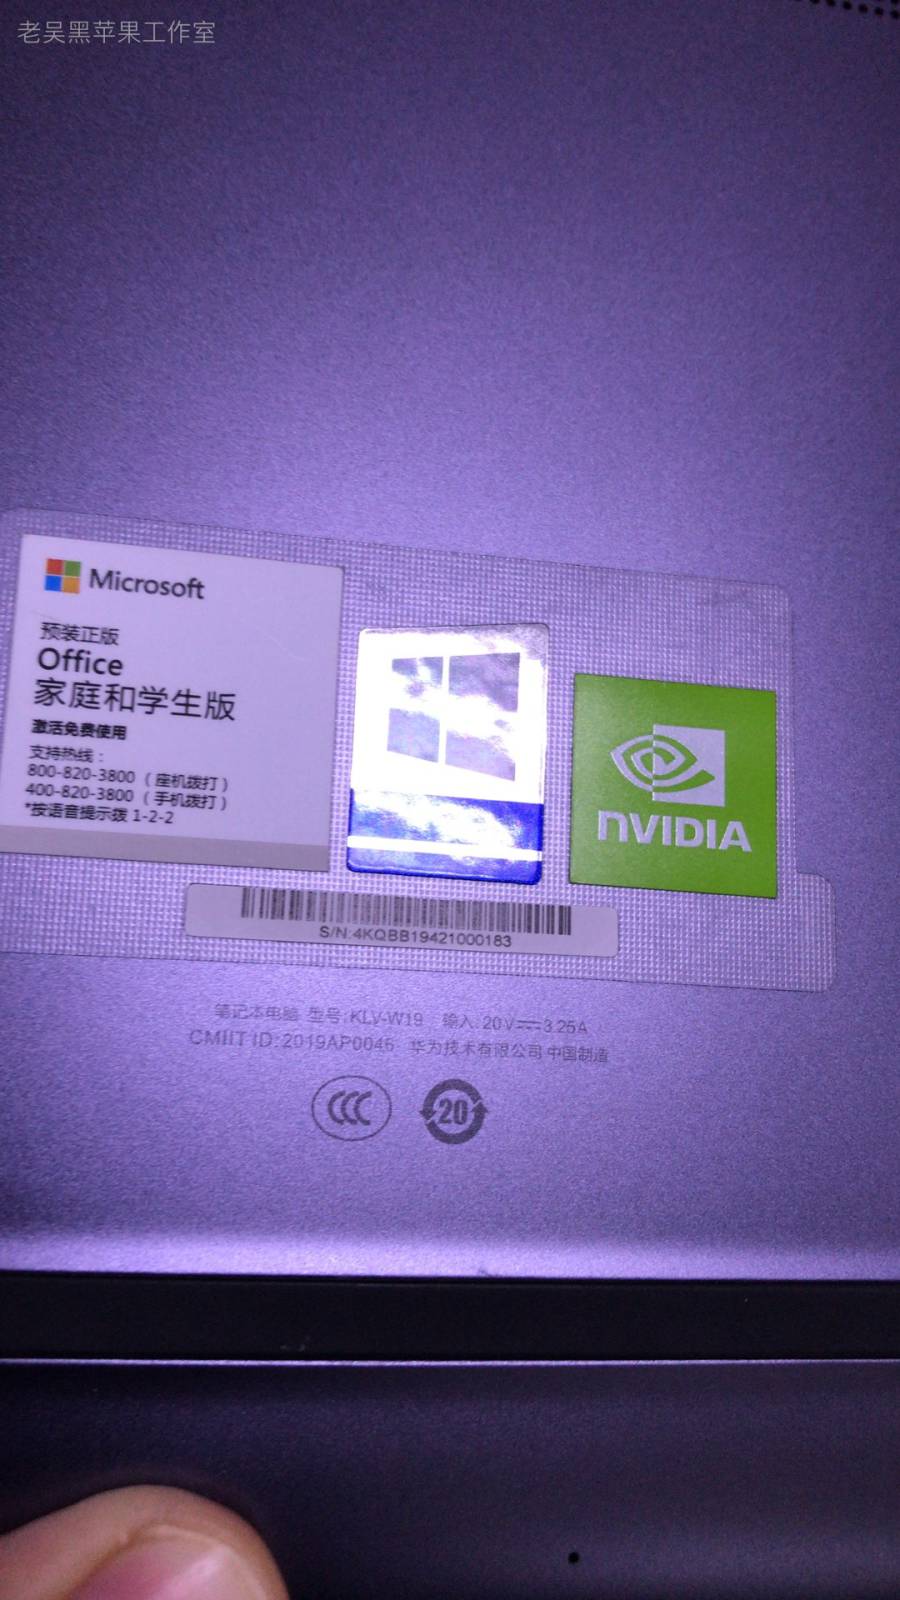 老吴黑苹果工作室
Microsoft
预装正版
Office
家庭和学生版
激活免费使用
支持热线：
800-820-3800（座机拨打）
400-820-3800（手机拨打）
*按语音提示拨 1-2-2
nVIDIA
S/N:4KQBB19421000183
笔记本电脑 型号:KLV-W19 输入:20V⎓3.25A
CMIIT ID:2019AP0046 华为技术有限公司 中国制造
CCC
20